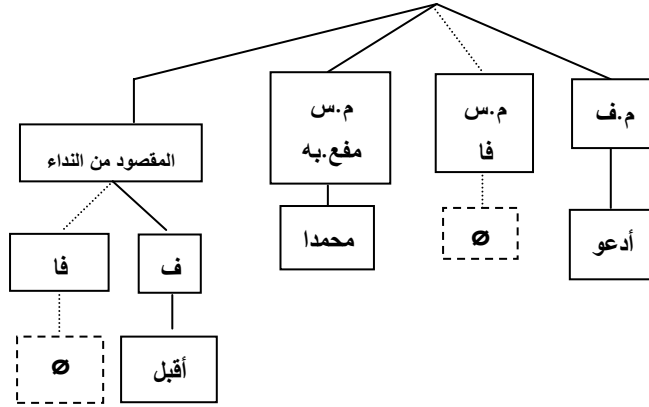 م.ف
م.س
فا
م.س
مفع.به
المقصود من النداء
أدعو
ø
محمدا
ف
فا
أقبل
ø